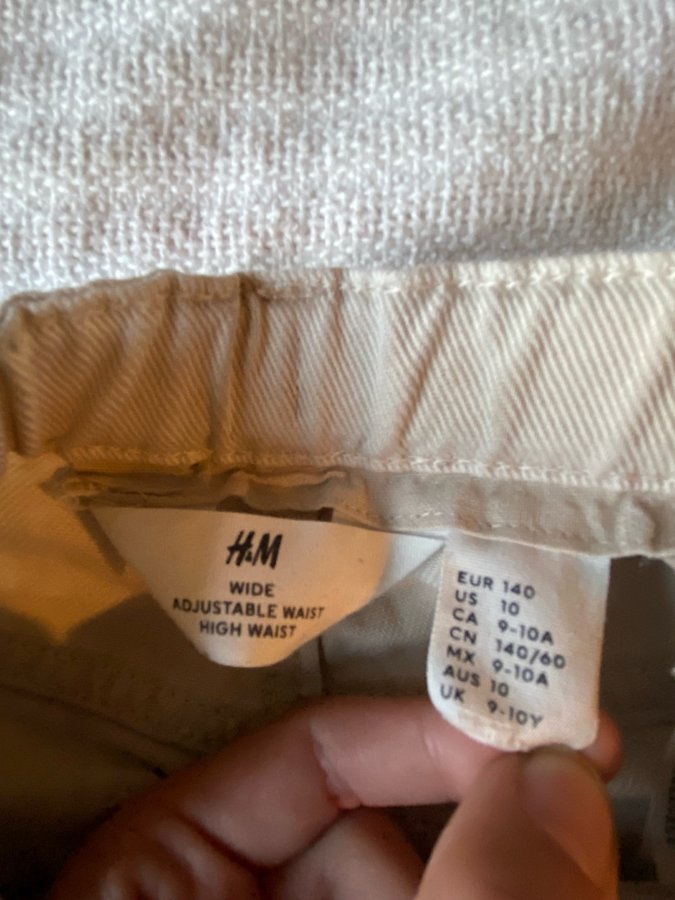 H&M
WIDE
ADJUSTABLE WAIST
HIGH WAIST
EUR 140
US 10
CA 9-10A
CN 140/60
MX 9-10A
AUS 10
UK 9-10Y